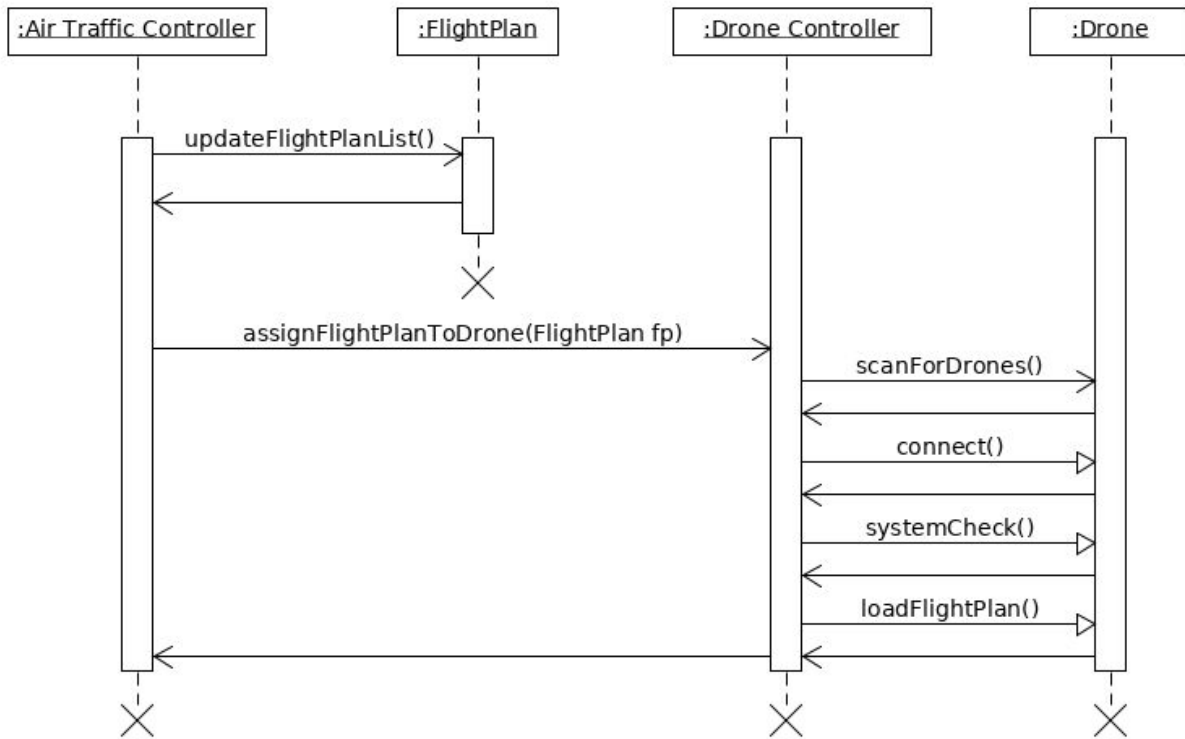 :Air Traffic Controller
:FlightPlan
:Drone Controller
:Drone
updateFlightPlanList()
assignFlightPlanToDrone(FlightPlan fp)
scanForDrones()
connect()
systemCheck()
loadFlightPlan()